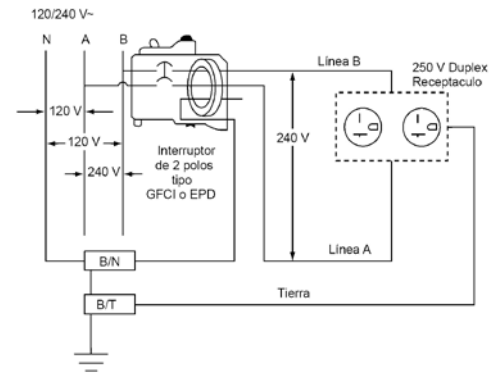 120/240 V~
N A B
Línea B
250 V Duplex
Receptaculo
120 V
120 V
240 V
240 V
Interruptor
de 2 polos
tipo
GFCI o EPD
Línea A
B/N
Tierra
B/T